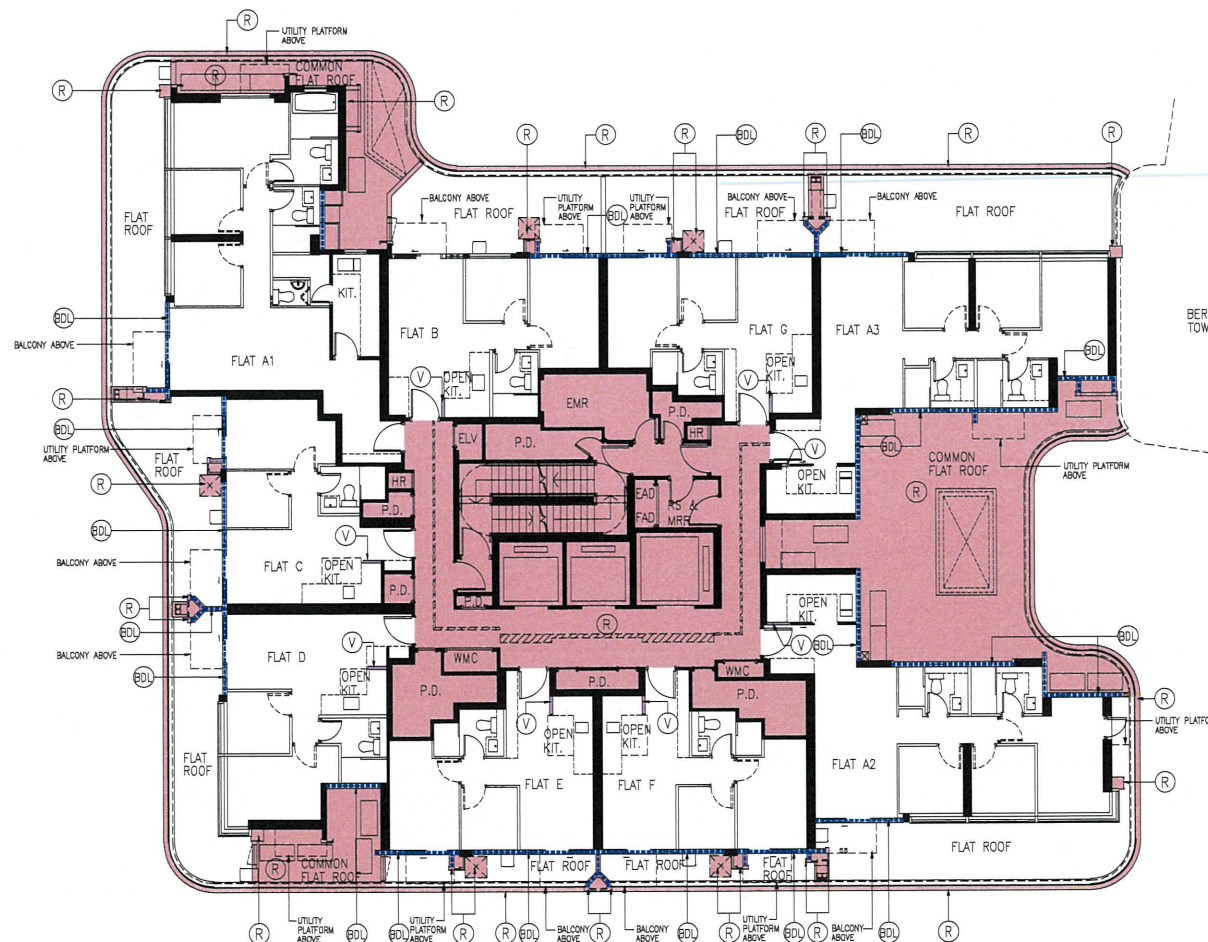 R
UTILITY PLATFORM
ABOVE
COMMON
FLAT ROOF
R
R
R
R
R
R
BDL
R
BDL
R
R
FLAT
ROOF
BALCONY ABOVE
FLAT ROOF
UTILITY
PLATFORM
ABOVE
BDL
UTILITY
PLATFORM
ABOVE
BALCONY ABOVE
FLAT ROOF
BALCONY ABOVE
FLAT ROOF
KIT.
BDL
BALCONY ABOVE
FLAT A1
FLAT B
FLAT G
FLAT A3
BER
TOW
BDL
OPEN
KIT.
OPEN
KIT.
V
V
R
EMR
P.D.
HR
ELV
P.D.
BDL
BDL
UTILITY PLATFORM
ABOVE
FLAT
ROOF
V
COMMON
FLAT ROOF
UTILITY PLATFORM
ABOVE
OPEN
KIT.
R
HR
P.D.
EAD
FAD
RS &
MRR
R
BDL
V
BALCONY ABOVE
FLAT C
OPEN
KIT.
P.D.
P.D.
R
BDL
OPEN
KIT.
R
BALCONY ABOVE
BDL
FLAT D
V
OPEN
KIT.
WMC
P.D.
P.D.
WMC
P.D.
V
BDL
BDL
R
UTILITY PLATFORM
ABOVE
V
OPEN
KIT.
V
OPEN
KIT.
FLAT
ROOF
FLAT E
FLAT F
FLAT A2
R
COMMON
FLAT ROOF
R
FLAT ROOF
FLAT ROOF
FLAT
ROOF
FLAT ROOF
R
UTILITY
PLATFORM
ABOVE
BDL
BDL
UTILITY
PLATFORM
ABOVE
R
R
BDL
BALCONY
ABOVE
R
BALCONY
ABOVE
BDL
R
UTILITY
PLATFORM
ABOVE
BDL
R
BALCONY
ABOVE
BDL
R